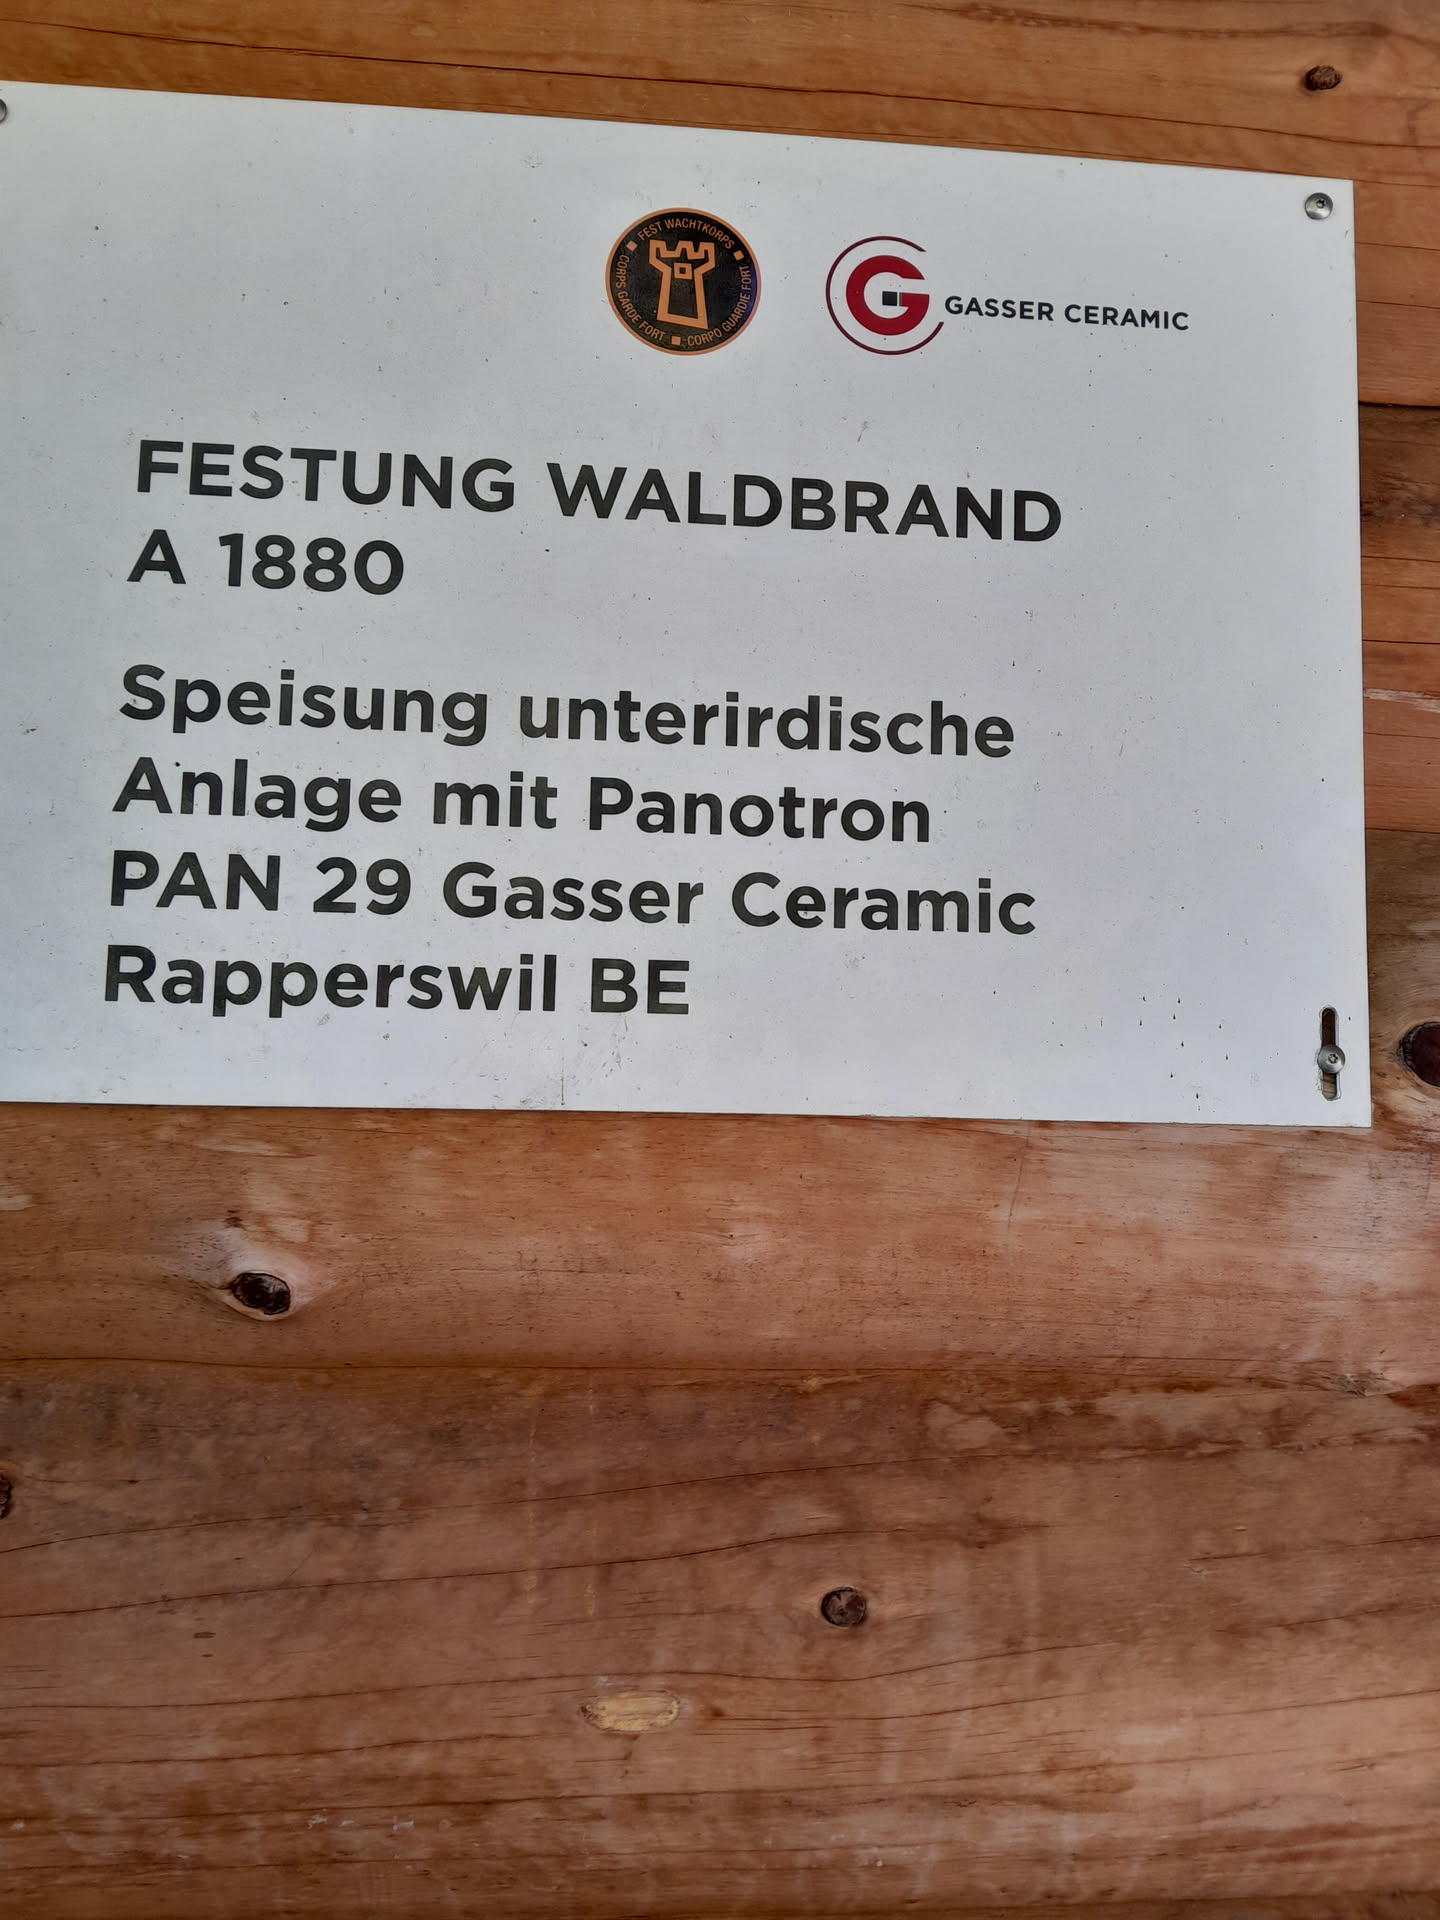 FEST WACHTKORPS
CORPS GARDE FORT
CORPO GUARDIE FORT
GASSER CERAMIC
FESTUNG WALDBRAND
A 1880
Speisung unterirdische
Anlage mit Panotron
PAN 29 Gasser Ceramic
Rapperswil BE